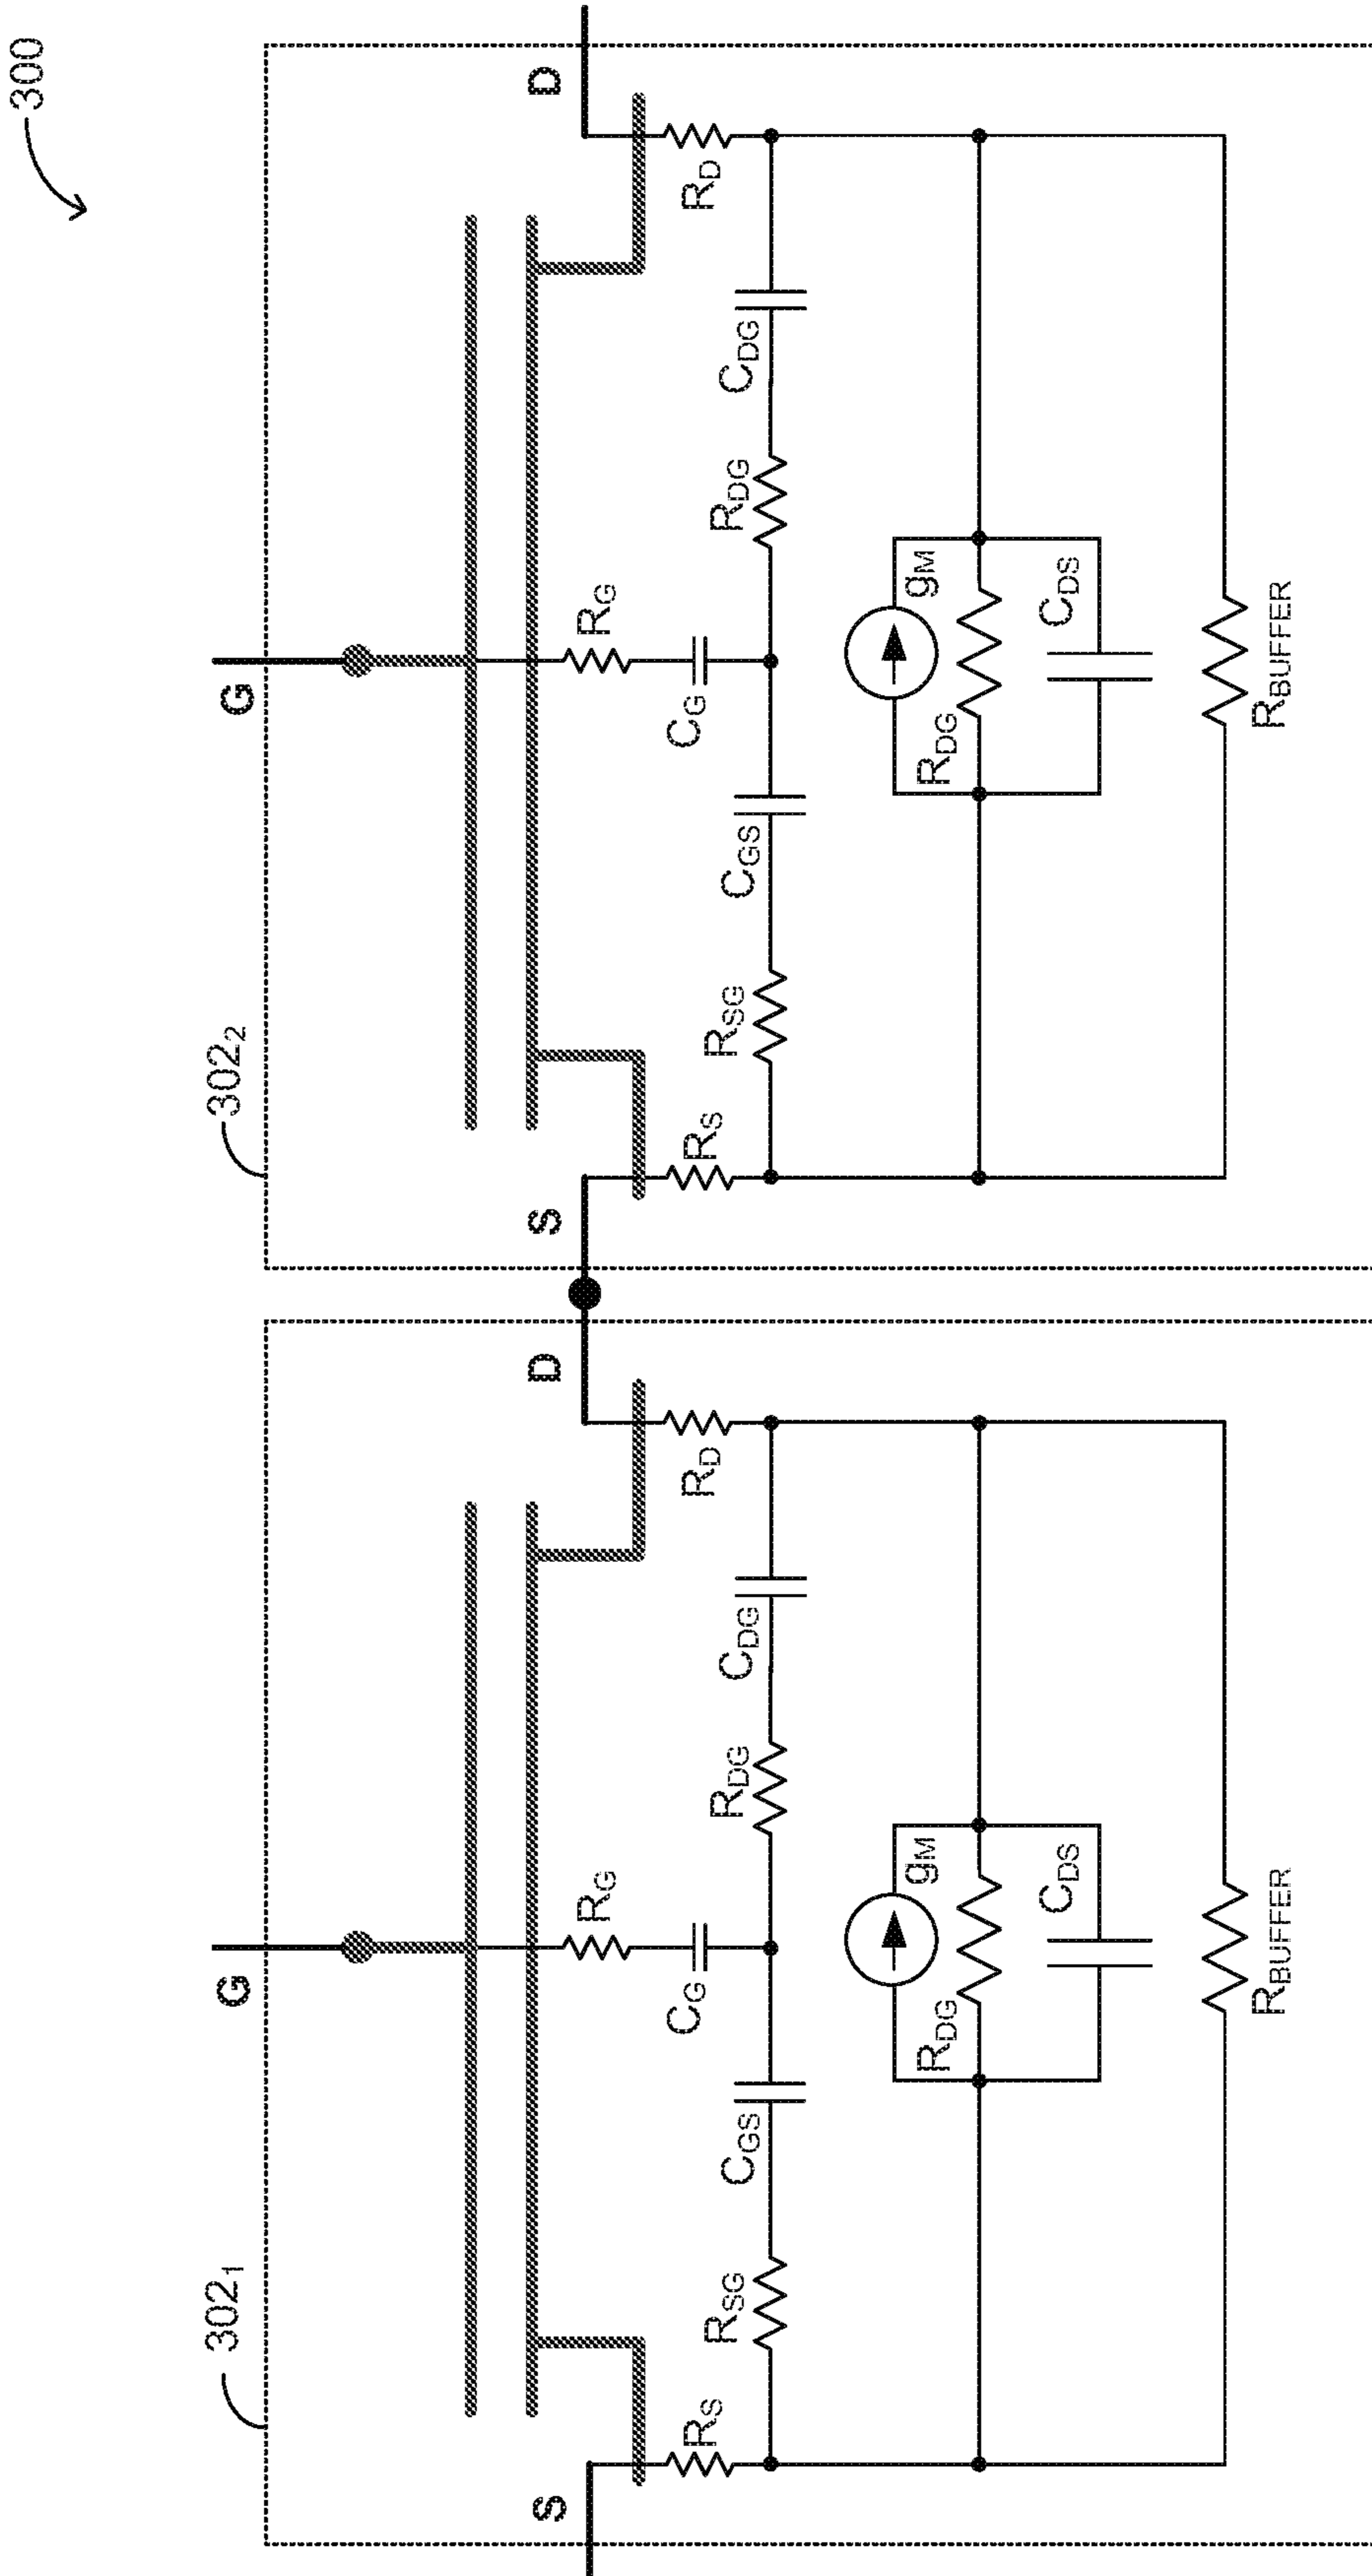 300
302₁
G
S
D
R_S
R_SG
C_GS
C_G
R_G
R_DG
C_DG
R_D
R_DG
g_M
C_DS
R_BUFFER
302₂
G
S
D
R_S
R_SG
C_GS
C_G
R_G
R_DG
C_DG
R_D
R_DG
g_M
C_DS
R_BUFFER